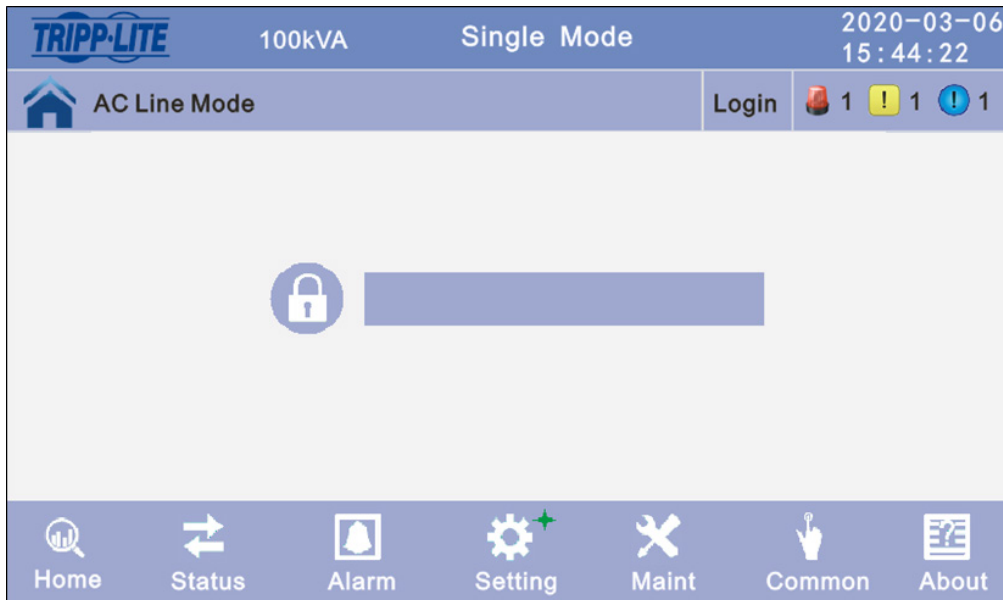 TRIPP·LITE 100kVA Single Mode 2020-03-06
15:44:22
AC Line Mode Login 1 ! 1 ! 1
Home Status Alarm Setting Maint Common About